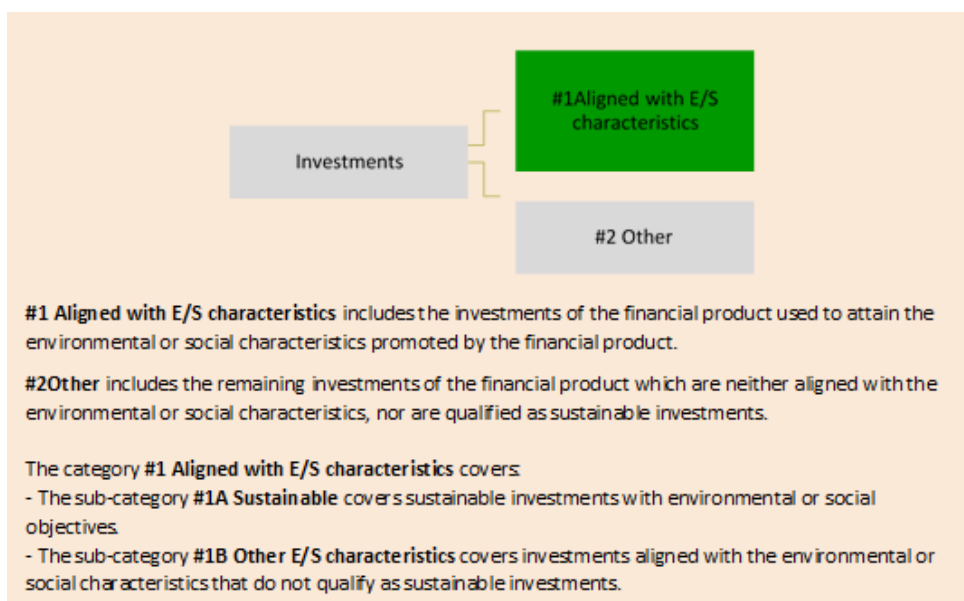 #1Aligned with E/S
characteristics
Investments
#2 Other
#1 Aligned with E/S characteristics includes the investments of the financial product used to attain the
environmental or social characteristics promoted by the financial product.
#2Other includes the remaining investments of the financial product which are neither aligned with the
environmental or social characteristics, nor are qualified as sustainable investments.
The category #1 Aligned with E/S characteristics covers:
- The sub-category #1A Sustainable covers sustainable investments with environmental or social
objectives.
- The sub-category #1B Other E/S characteristics covers investments aligned with the environmental or
social characteristics that do not qualify as sustainable investments.